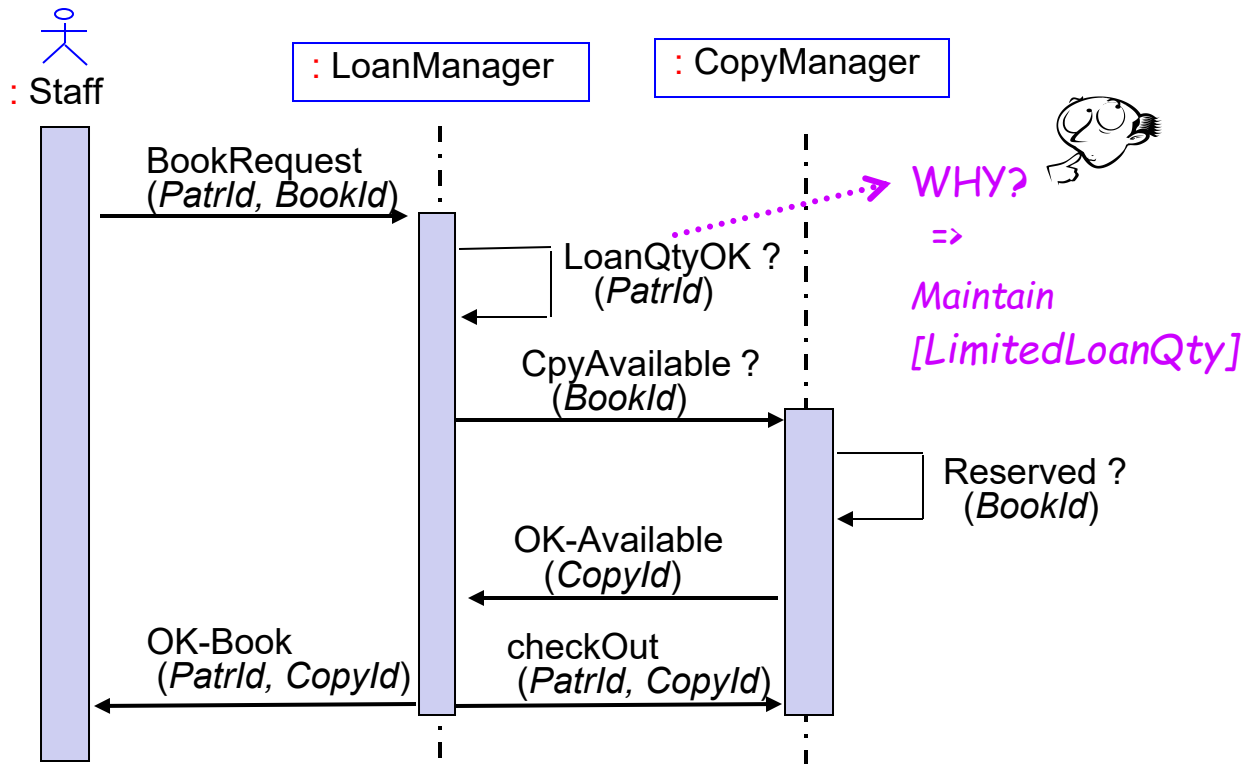 : Staff
: LoanManager
: CopyManager
BookRequest
(PatrId, BookId)
WHY?
=>
Maintain
[LimitedLoanQty]
LoanQtyOK ?
(PatrId)
CpyAvailable ?
(BookId)
Reserved ?
(BookId)
OK-Available
(CopyId)
OK-Book
(PatrId, CopyId)
checkOut
(PatrId, CopyId)